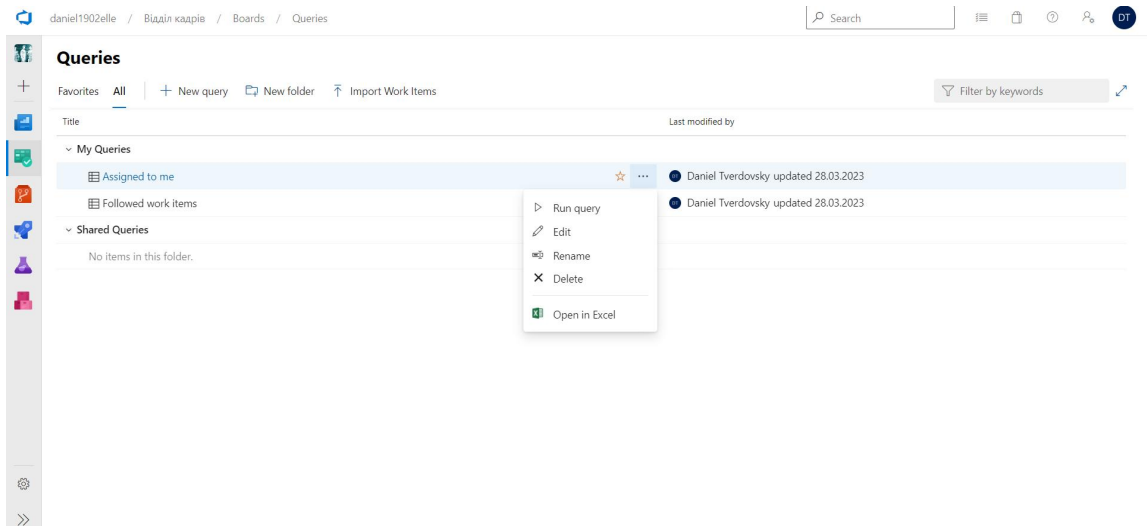 daniel1902elle / Відділ кадрів / Boards / Queries Search DT
Queries
Favorites All New query New folder Import Work Items Filter by keywords
Title Last modified by
My Queries
Assigned to me Daniel Tverdovsky updated 28.03.2023
Followed work items Daniel Tverdovsky updated 28.03.2023
Shared Queries
No items in this folder.
Run query
Edit
Rename
Delete
Open in Excel